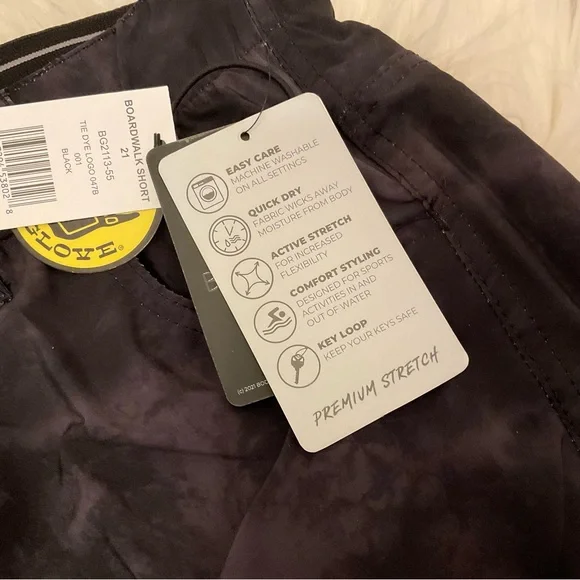 BOARDWALK SHORT
21
BG2113-55
TIE DYE LOGO 047B
001
BLACK
GLOVE®
EASY CARE
MACHINE WASHABLE
ON ALL SETTINGS
QUICK DRY
FABRIC WICKS AWAY
MOISTURE FROM BODY
ACTIVE STRETCH
FOR INCREASED
FLEXIBILITY
COMFORT STYLING
DESIGNED FOR SPORTS
ACTIVITIES IN AND
OUT OF WATER
KEY LOOP
KEEP YOUR KEYS SAFE
PREMIUM STRETCH
(c) 2021